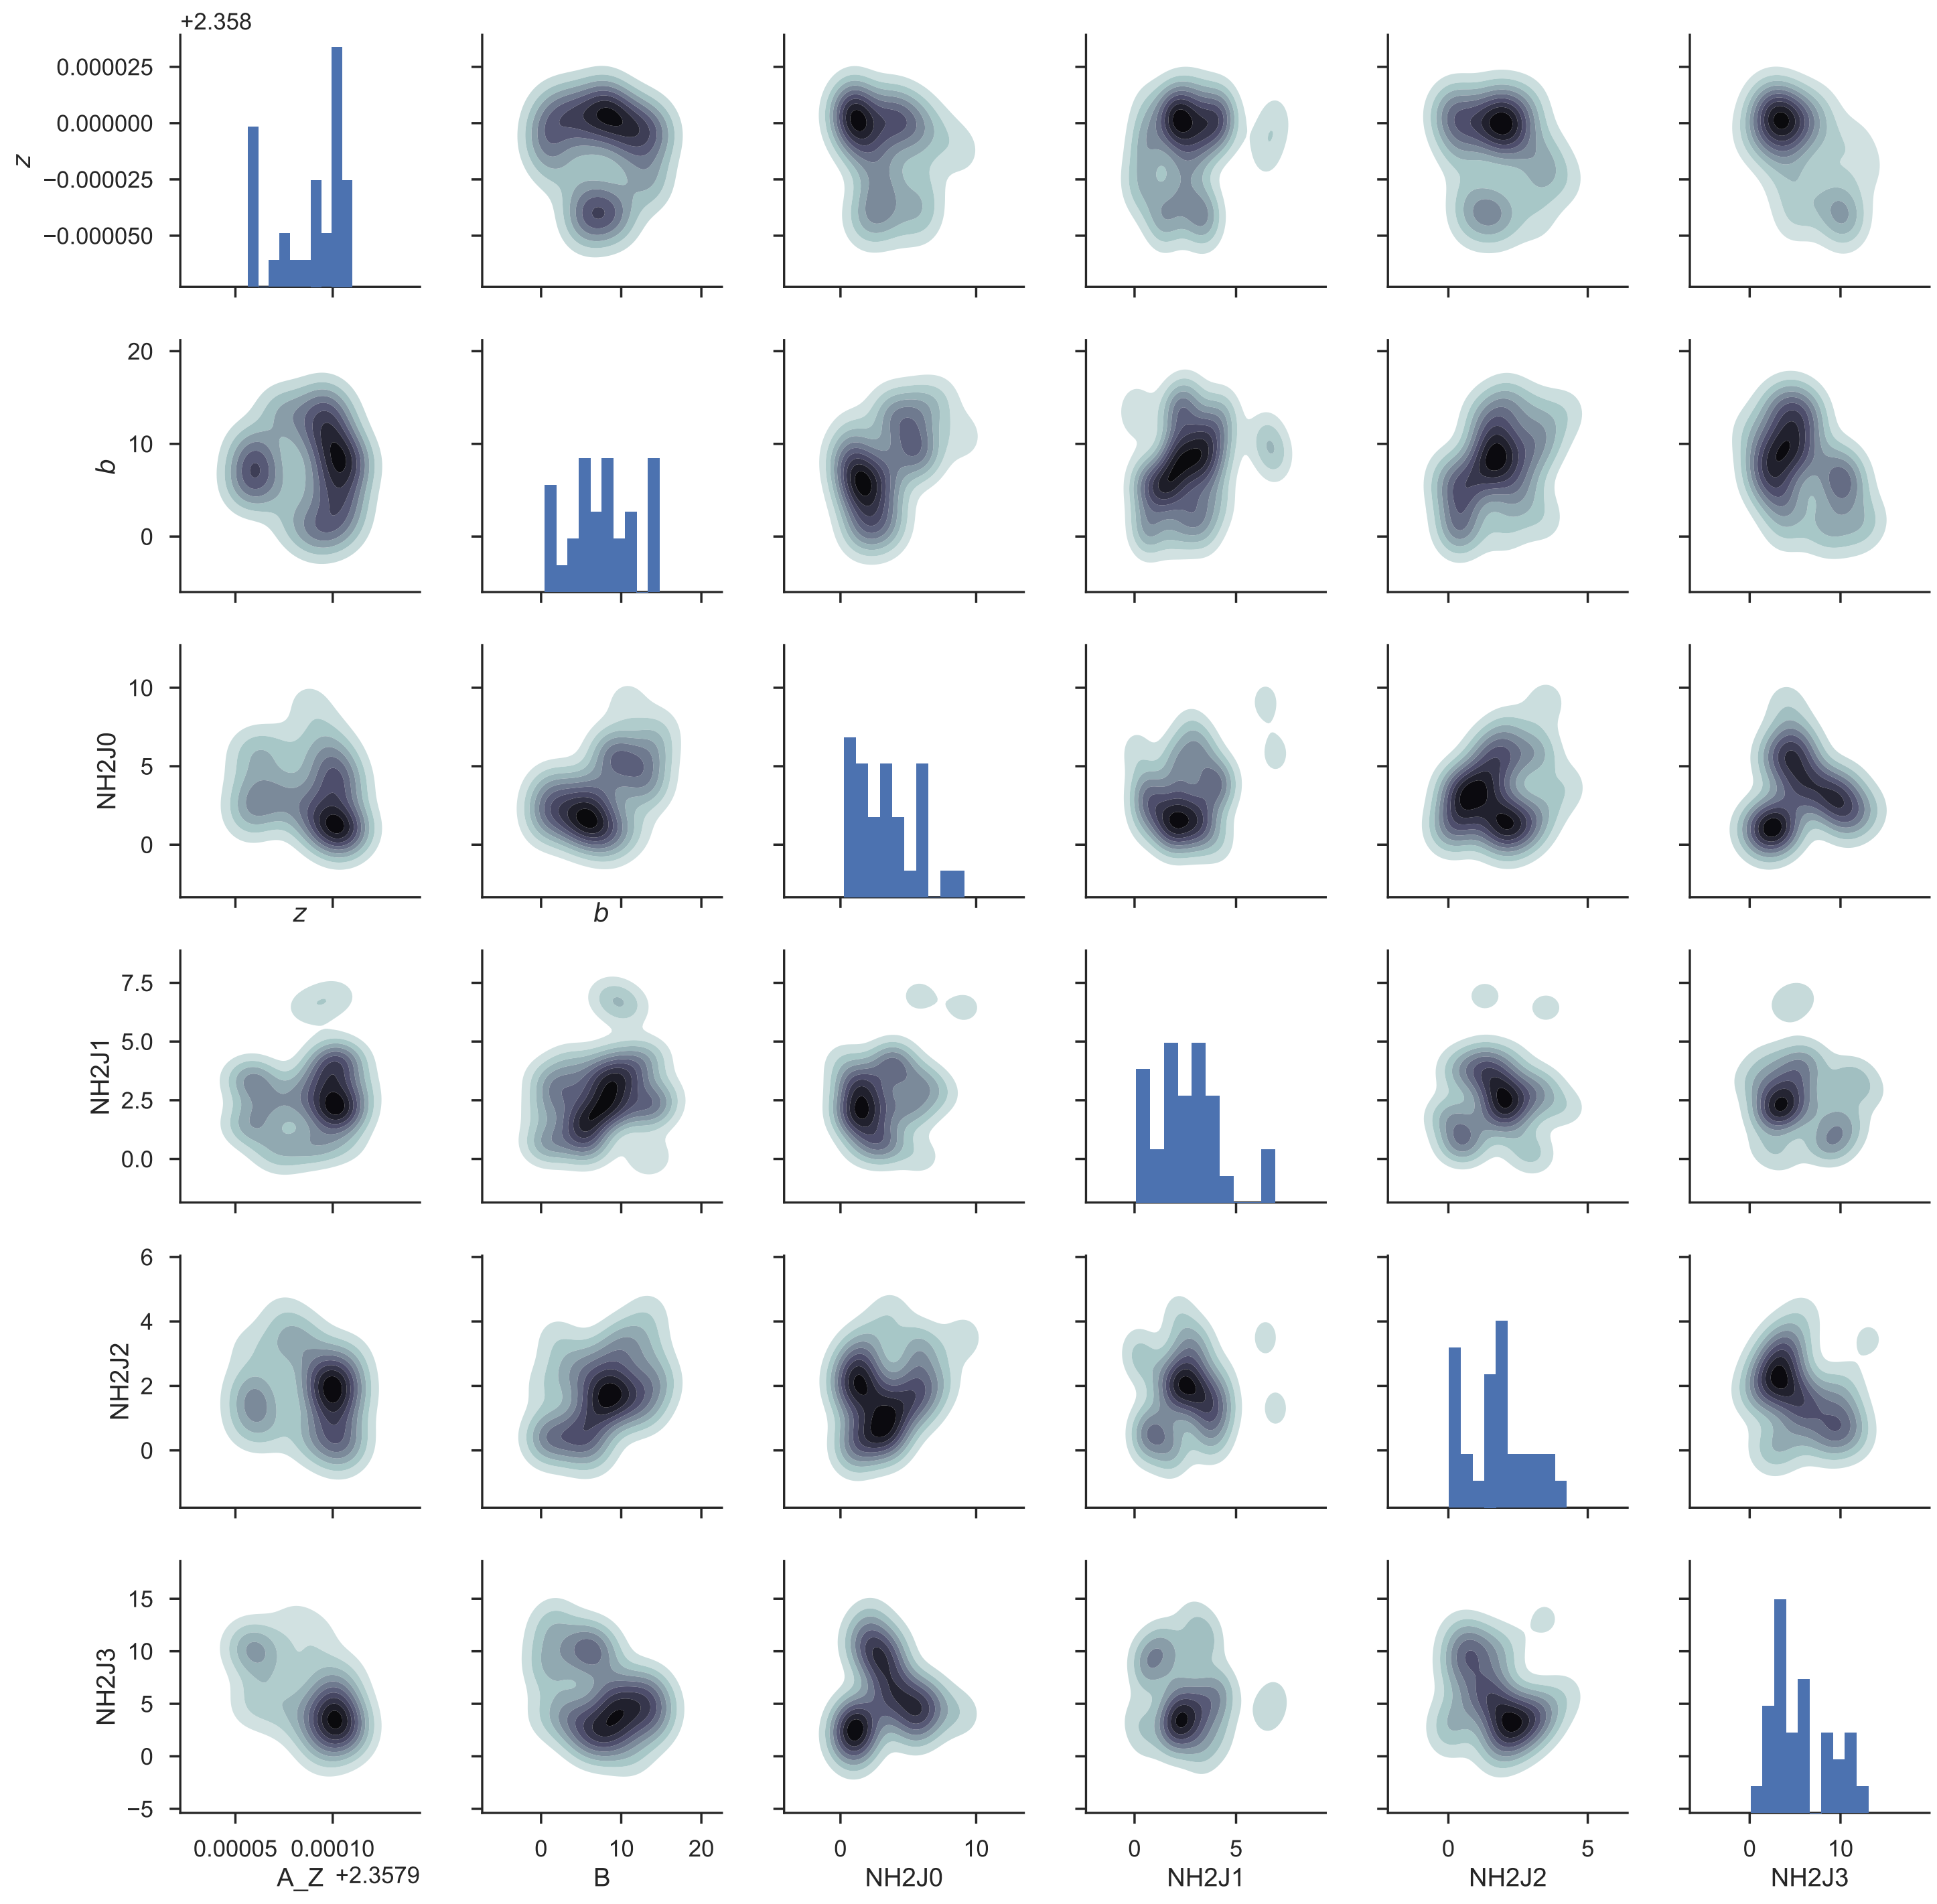 +2.358
0.000025
0.000000
−0.000025
−0.000050
z
20
10
0
b
10
5
0
NH2J0
z b
7.5
5.0
2.5
0.0
NH2J1
6
4
2
0
NH2J2
15
10
5
0
−5
NH2J3
0.00005 0.00010 0 10 20 0 10 0 5 0 5 0 10
A_Z +2.3579 B NH2J0 NH2J1 NH2J2 NH2J3